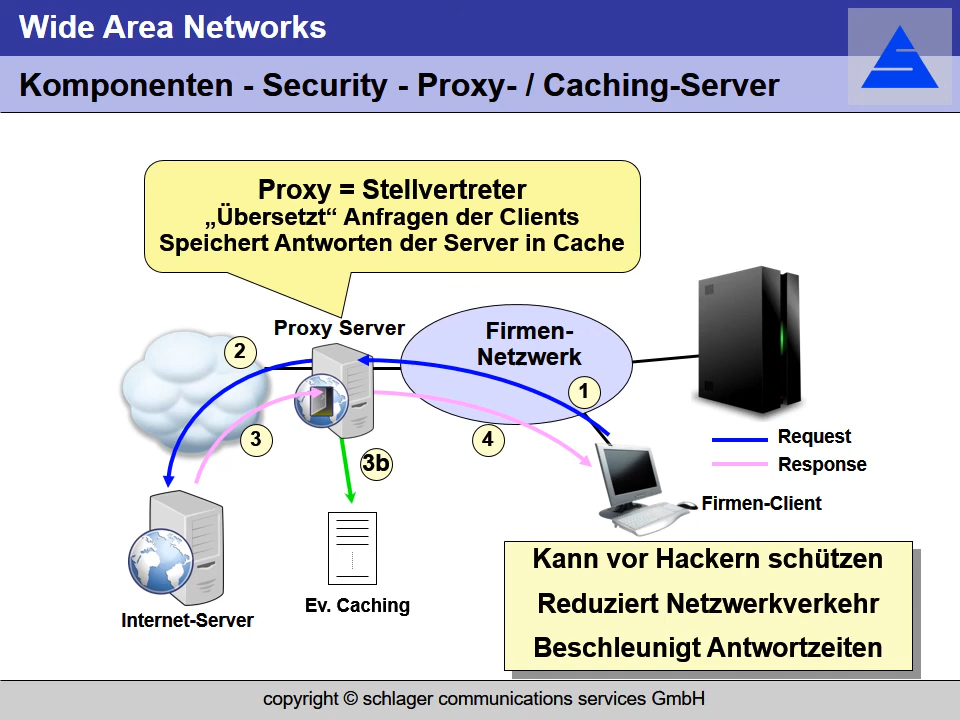 Wide Area Networks
Komponenten - Security - Proxy- / Caching-Server
Proxy = Stellvertreter
„Übersetzt“ Anfragen der Clients
Speichert Antworten der Server in Cache
Proxy Server
Firmen-
Netzwerk
2
1
3
4
3b
Request
Response
Firmen-Client
Internet-Server
Ev. Caching
Kann vor Hackern schützen
Reduziert Netzwerkverkehr
Beschleunigt Antwortzeiten
copyright © schlager communications services GmbH